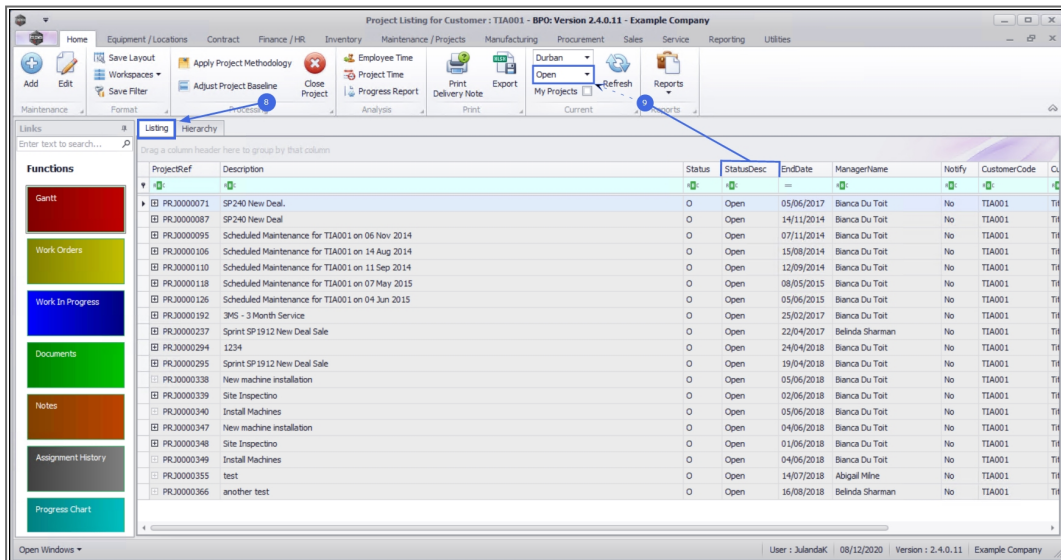 Project Listing for Customer : TIA001 - BPO: Version 2.4.0.11 - Example Company
Home Equipment / Locations Contract Finance / HR Inventory Maintenance / Projects Manufacturing Procurement Sales Service Reporting Utilities
Add
Edit
Save Layout
Workspaces
Save Filter
Apply Project Methodology
Adjust Project Baseline
Close Project
Employee Time
Project Time
Progress Report
Print Delivery Note
Export
Durban
Open
My Projects
Refresh
Reports
Maintenance Format Processing Analysis Print Current Reports
8
9
Links
Enter text to search...
Functions
Gantt
Work Orders
Work In Progress
Documents
Notes
Assignment History
Progress Chart
Listing Hierarchy
Drag a column header here to group by that column
ProjectRef Description Status StatusDesc EndDate ManagerName Notify CustomerCode Cu
PRJ0000071 SP240 New Deal. O Open 05/06/2017 Bianca Du Toit No TIA001 Tit
PRJ0000087 SP240 New Deal O Open 14/11/2014 Bianca Du Toit No TIA001 Tit
PRJ0000095 Scheduled Maintenance for TIA001 on 06 Nov 2014 O Open 07/11/2014 Bianca Du Toit No TIA001 Tit
PRJ0000106 Scheduled Maintenance for TIA001 on 14 Aug 2014 O Open 15/08/2014 Bianca Du Toit No TIA001 Tit
PRJ0000110 Scheduled Maintenance for TIA001 on 11 Sep 2014 O Open 12/09/2014 Bianca Du Toit No TIA001 Tit
PRJ0000118 Scheduled Maintenance for TIA001 on 07 May 2015 O Open 08/05/2015 Bianca Du Toit No TIA001 Tit
PRJ0000126 Scheduled Maintenance for TIA001 on 04 Jun 2015 O Open 05/06/2015 Bianca Du Toit No TIA001 Tit
PRJ0000192 3MS - 3 Month Service O Open 25/02/2017 Bianca Du Toit No TIA001 Tit
PRJ0000237 Sprint SP1912 New Deal Sale O Open 22/04/2017 Belinda Sharman No TIA001 Tit
PRJ0000294 1234 O Open 24/04/2018 Bianca Du Toit No TIA001 Tit
PRJ0000295 Sprint SP1912 New Deal Sale O Open 19/04/2018 Bianca Du Toit No TIA001 Tit
PRJ0000338 New machine installation O Open 05/06/2018 Bianca Du Toit No TIA001 Tit
PRJ0000339 Site Inspectino O Open 02/06/2018 Bianca Du Toit No TIA001 Tit
PRJ0000340 Install Machines O Open 05/06/2018 Bianca Du Toit No TIA001 Tit
PRJ0000347 New machine installation O Open 04/06/2018 Bianca Du Toit No TIA001 Tit
PRJ0000348 Site Inspectino O Open 01/06/2018 Bianca Du Toit No TIA001 Tit
PRJ0000349 Install Machines O Open 04/06/2018 Bianca Du Toit No TIA001 Tit
PRJ0000355 test O Open 14/07/2018 Abigail Milne No TIA001 Tit
PRJ0000366 another test O Open 16/08/2018 Belinda Sharman No TIA001 Tit
Open Windows
User : JulandaK 08/12/2020 Version : 2.4.0.11 Example Company